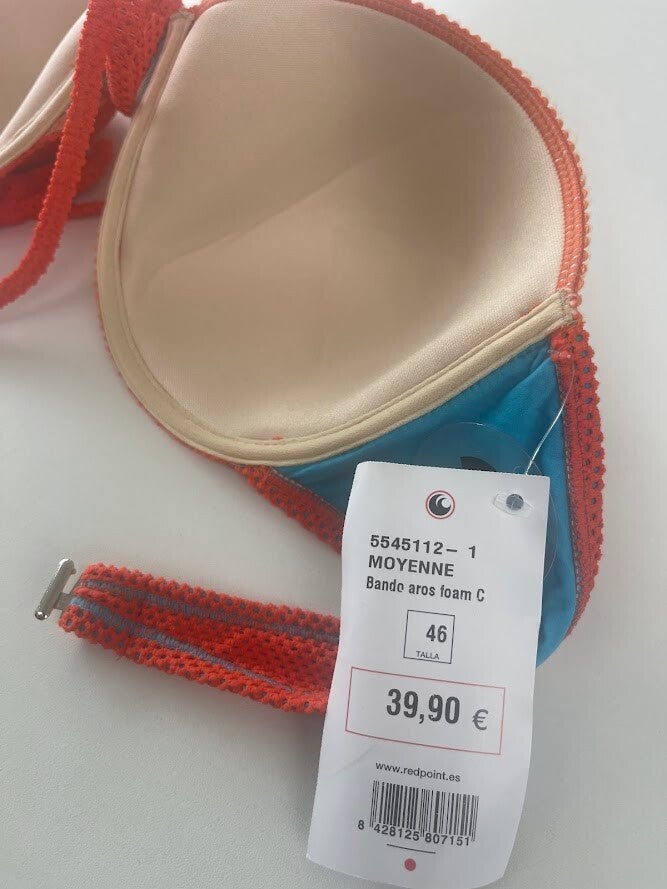 5545112- 1
MOYENNE
Bando aros foam C
46
TALLA
39,90 €
www.redpoint.es
8 428125 807151